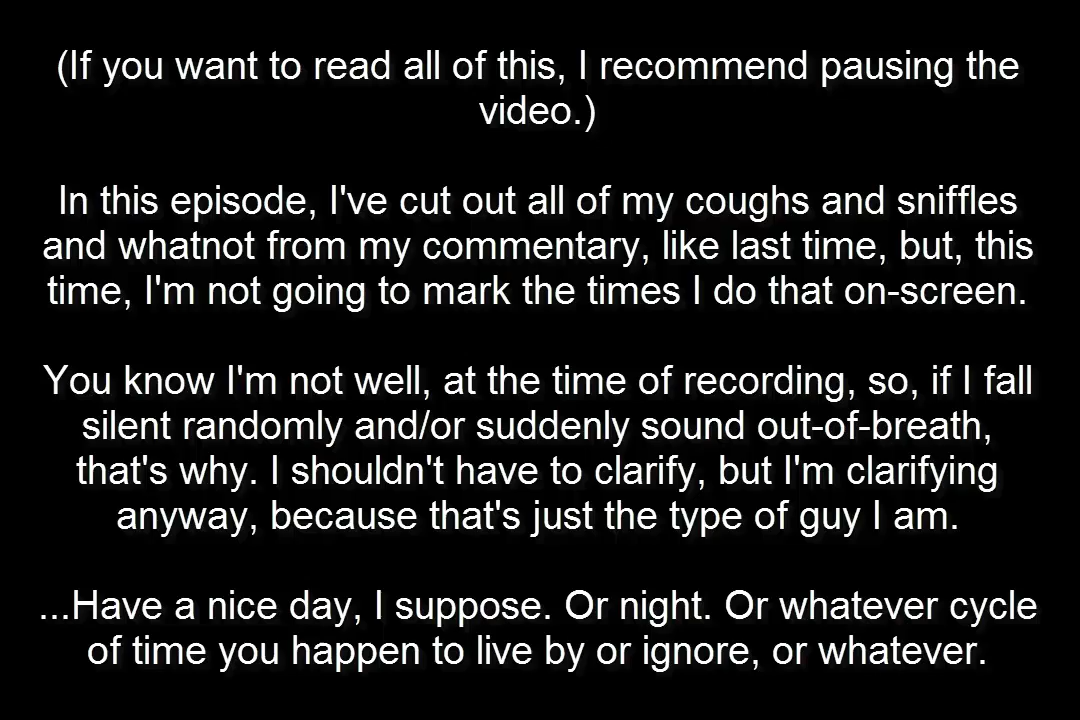 (If you want to read all of this, I recommend pausing the
video.)
In this episode, I've cut out all of my coughs and sniffles
and whatnot from my commentary, like last time, but, this
time, I'm not going to mark the times I do that on-screen.
You know I'm not well, at the time of recording, so, if I fall
silent randomly and/or suddenly sound out-of-breath,
that's why. I shouldn't have to clarify, but I'm clarifying
anyway, because that's just the type of guy I am.
...Have a nice day, I suppose. Or night. Or whatever cycle
of time you happen to live by or ignore, or whatever.